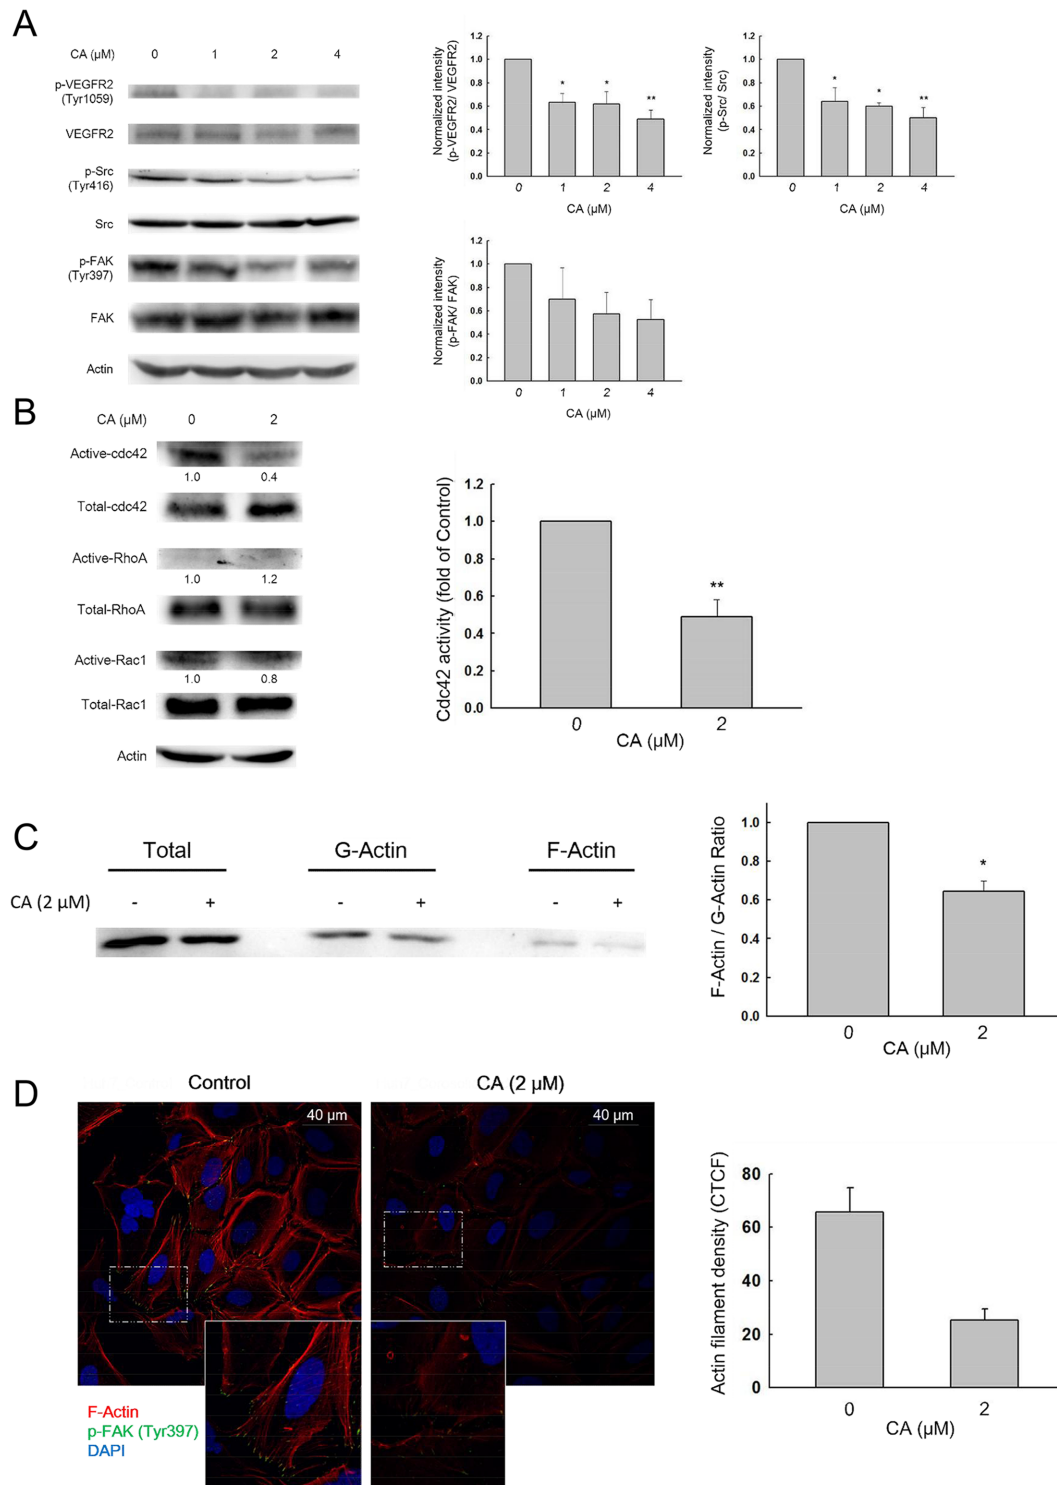 A
CA (µM) 0 1 2 4
p-VEGFR2
(Tyr1059)
VEGFR2
p-Src
(Tyr416)
Src
p-FAK
(Tyr397)
FAK
Actin
Normalized intensity
(p-VEGFR2/ VEGFR2)
1.2
1.0
0.8
0.6
0.4
0.2
0.0
* * **
0 1 2 4
CA (µM)
Normalized intensity
(p-Src/ Src)
1.2
1.0
0.8
0.6
0.4
0.2
0.0
* * **
0 1 2 4
CA (µM)
Normalized intensity
(p-FAK/ FAK)
1.2
1.0
0.8
0.6
0.4
0.2
0.0
0 1 2 4
CA (µM)
B
CA (µM) 0 2
Active-cdc42
1.0 0.4
Total-cdc42
Active-RhoA
1.0 1.2
Total-RhoA
Active-Rac1
1.0 0.8
Total-Rac1
Actin
Cdc42 activity (fold of Control)
1.2
1.0
0.8
0.6
0.4
0.2
0.0
**
0 2
CA (µM)
C
Total G-Actin F-Actin
CA (2 µM) - + - + - +
F-Actin / G-Actin Ratio
1.0
0.8
0.6
0.4
0.2
0.0
*
0 2
CA (µM)
D
Control CA (2 µM)
40 µm 40 µm
F-Actin
p-FAK (Tyr397)
DAPI
Actin filament density (CTCF)
80
60
40
20
0
0 2
CA (µM)